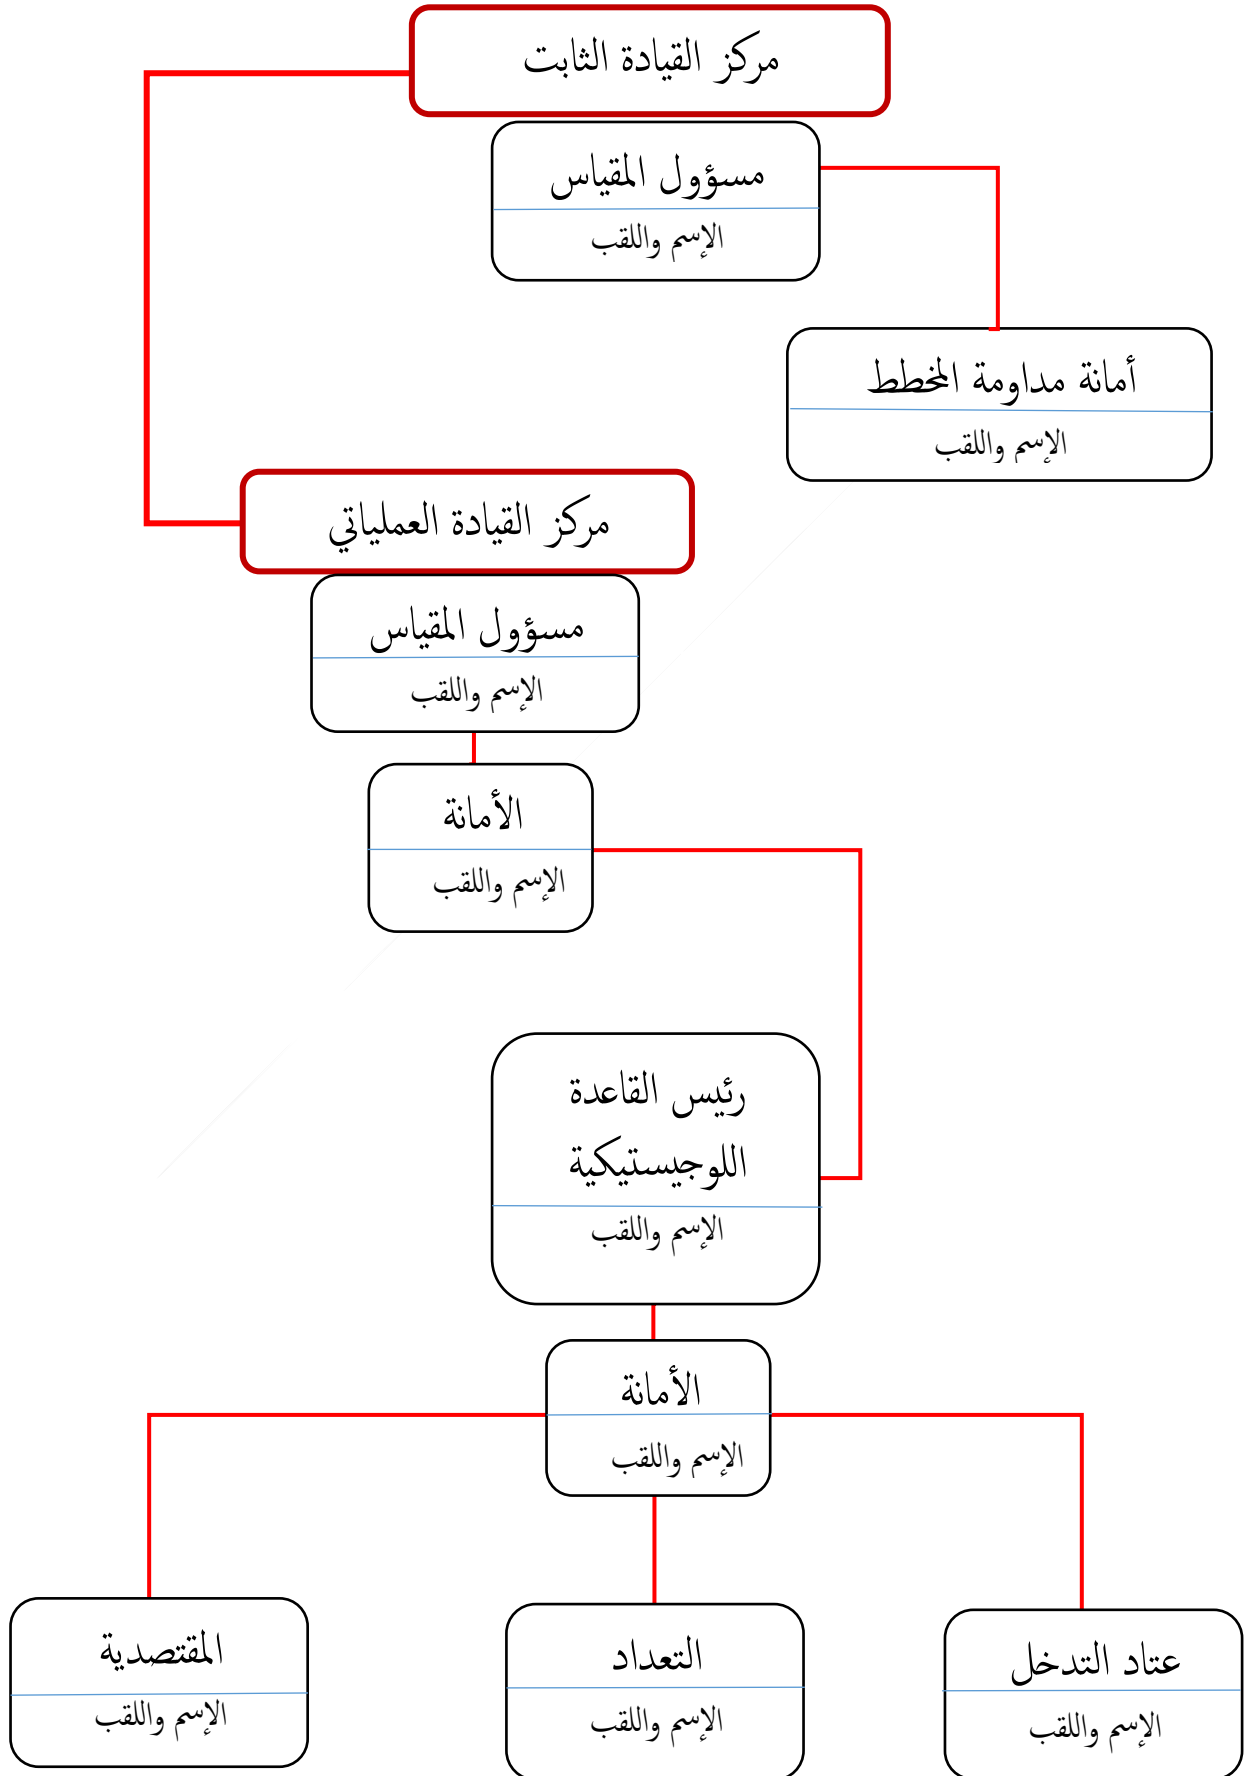 مركز القيادة الثابت
مسؤول المقياس
الإسم واللقب
أمانة مداومة المخطط
الإسم واللقب
مركز القيادة العملياتي
مسؤول المقياس
الإسم واللقب
الأمانة
الإسم واللقب
رئيس القاعدة
اللوجيستيكية
الإسم واللقب
الأمانة
الإسم واللقب
عتاد التدخل
الإسم واللقب
التعداد
الإسم واللقب
المقتصدية
الإسم واللقب